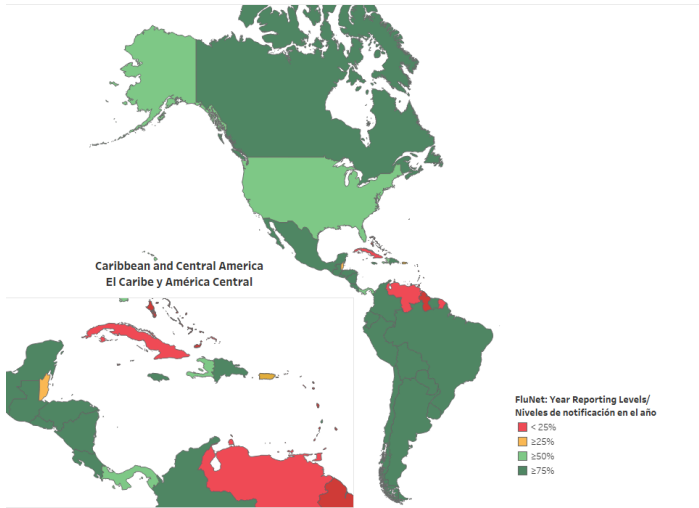 Caribbean and Central America
El Caribe y América Central
FluNet: Year Reporting Levels/
Niveles de notificación en el año
< 25%
≥25%
≥50%
≥75%